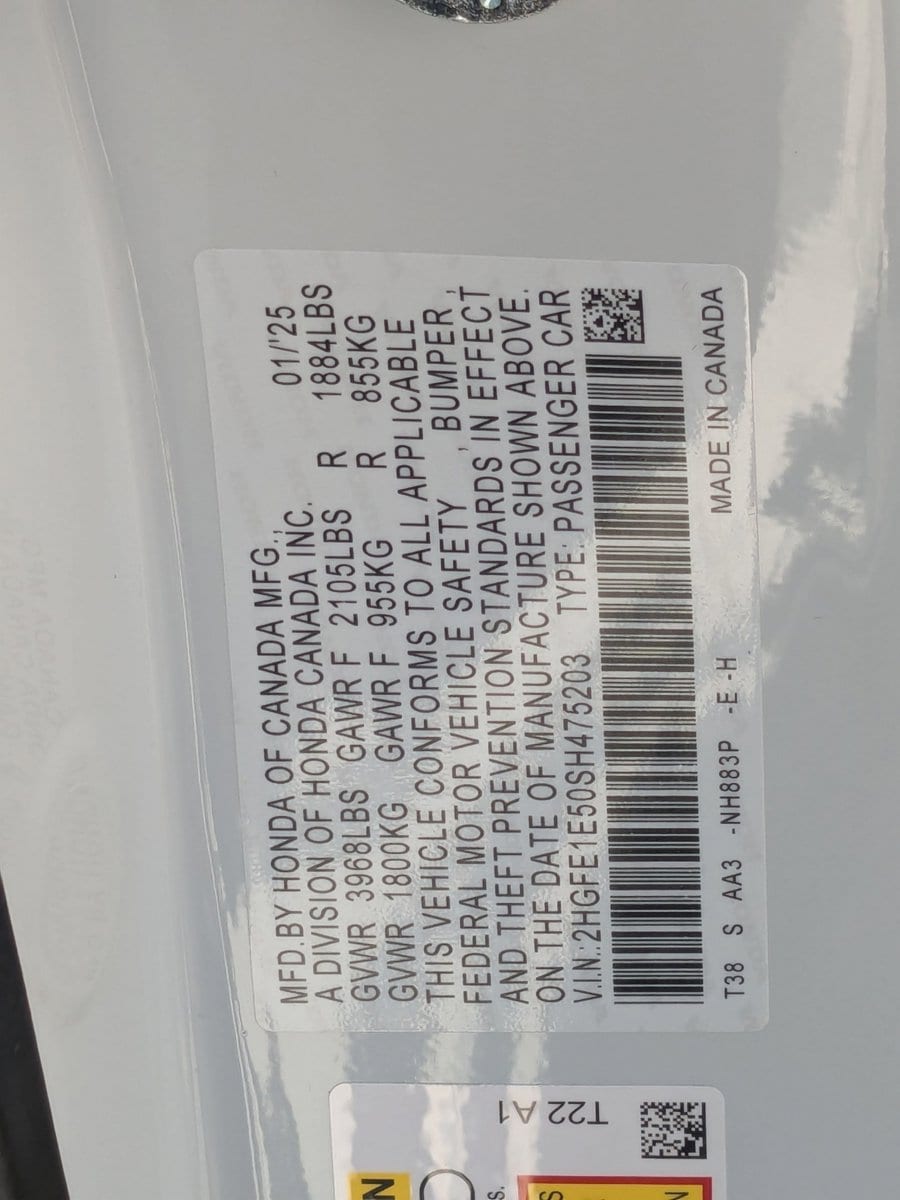 MFD.BY HONDA OF CANADA MFG.,
A DIVISION OF HONDA CANADA INC. 01/'25
GVWR 3968LBS GAWR F 2105LBS R 1884LBS
GVWR 1800KG GAWR F 955KG R 855KG
THIS VEHICLE CONFORMS TO ALL APPLICABLE
FEDERAL MOTOR VEHICLE SAFETY , BUMPER ,
AND THEFT PREVENTION STANDARDS IN EFFECT
ON THE DATE OF MANUFACTURE SHOWN ABOVE.
V.I.N.: 2HGFE1E50SH475203 TYPE: PASSENGER CAR
T38 S AA3 -NH883P -E -H MADE IN CANADA
T22 A1